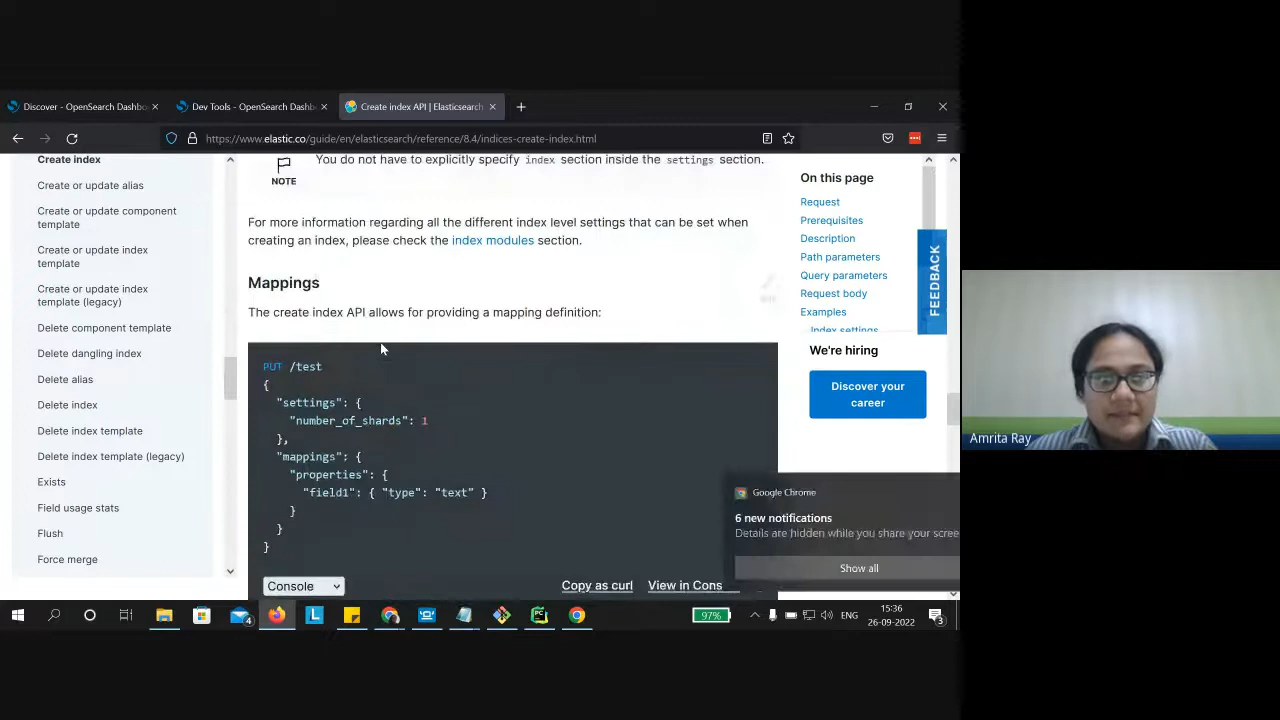 Discover - OpenSearch Dashbo
Dev Tools - OpenSearch Dashb
Create index API | Elasticsearch
https://www.elastic.co/guide/en/elasticsearch/reference/8.4/indices-create-index.html
Create index
Create or update alias
Create or update component
template
Create or update index
template
Create or update index
template (legacy)
Delete component template
Delete dangling index
Delete alias
Delete index
Delete index template
Delete index template (legacy)
Exists
Field usage stats
Flush
Force merge
You do not have to explicitly specify index section inside the settings section.
NOTE
For more information regarding all the different index level settings that can be set when
creating an index, please check the index modules section.
Mappings
The create index API allows for providing a mapping definition:
PUT /test
{
"settings": {
"number_of_shards": 1
},
"mappings": {
"properties": {
"field1": { "type": "text" }
}
}
}
Console
Copy as curl
View in Cons
On this page
Request
Prerequisites
Description
Path parameters
Query parameters
Request body
Examples
Index settings
FEEDBACK
We're hiring
Discover your
career
Google Chrome
6 new notifications
Details are hidden while you share your scree
Show all
Amrita Ray
4
L
PC
97%
ENG
15:36
26-09-2022
3